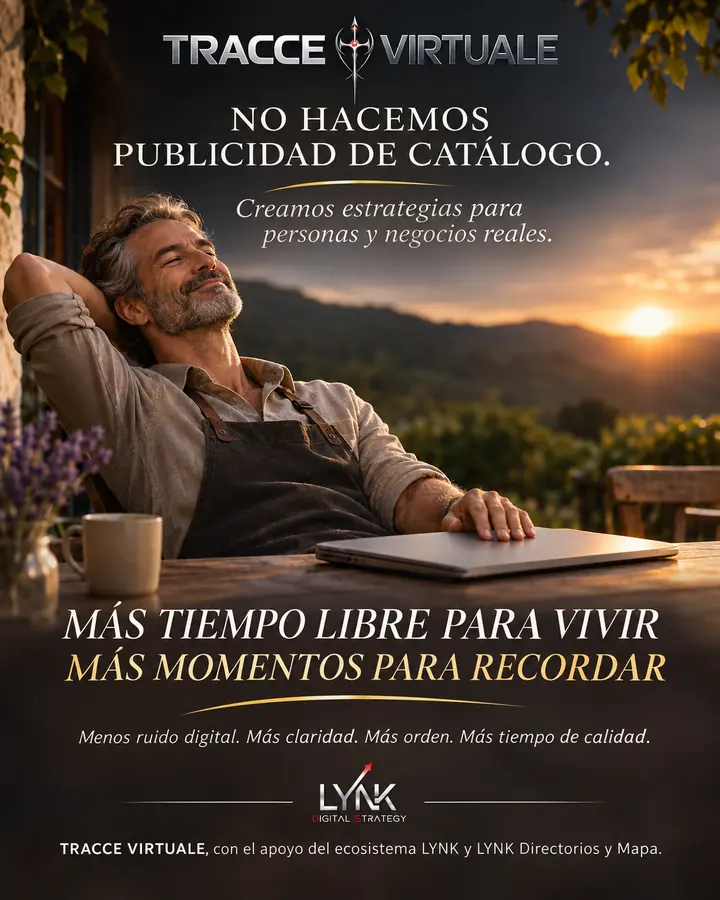 TRACCE VIRTUALE
NO HACEMOS
PUBLICIDAD DE CATÁLOGO.
Creamos estrategias para
personas y negocios reales.
MÁS TIEMPO LIBRE PARA VIVIR
MÁS MOMENTOS PARA RECORDAR
Menos ruido digital. Más claridad. Más orden. Más tiempo de calidad.
LYNK
DIGITAL STRATEGY
TRACCE VIRTUALE, con el apoyo del ecosistema LYNK y LYNK Directorios y Mapa.